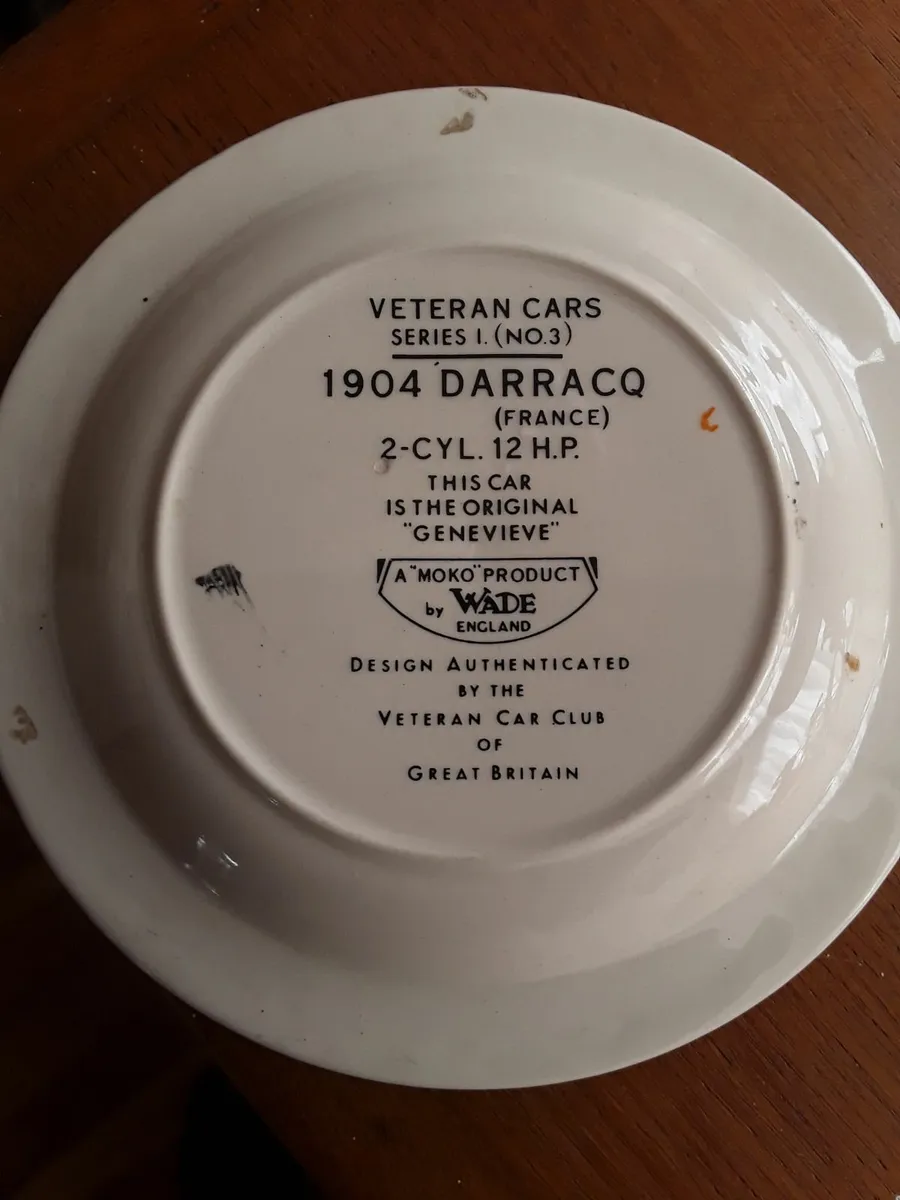 VETERAN CARS
SERIES I. (NO.3)
1904 DARRACQ
(FRANCE)
2-CYL. 12 H.P.
THIS CAR
IS THE ORIGINAL
"GENEVIEVE"
A "MOKO" PRODUCT
by WADE
ENGLAND
DESIGN AUTHENTICATED
BY THE
VETERAN CAR CLUB
OF
GREAT BRITAIN